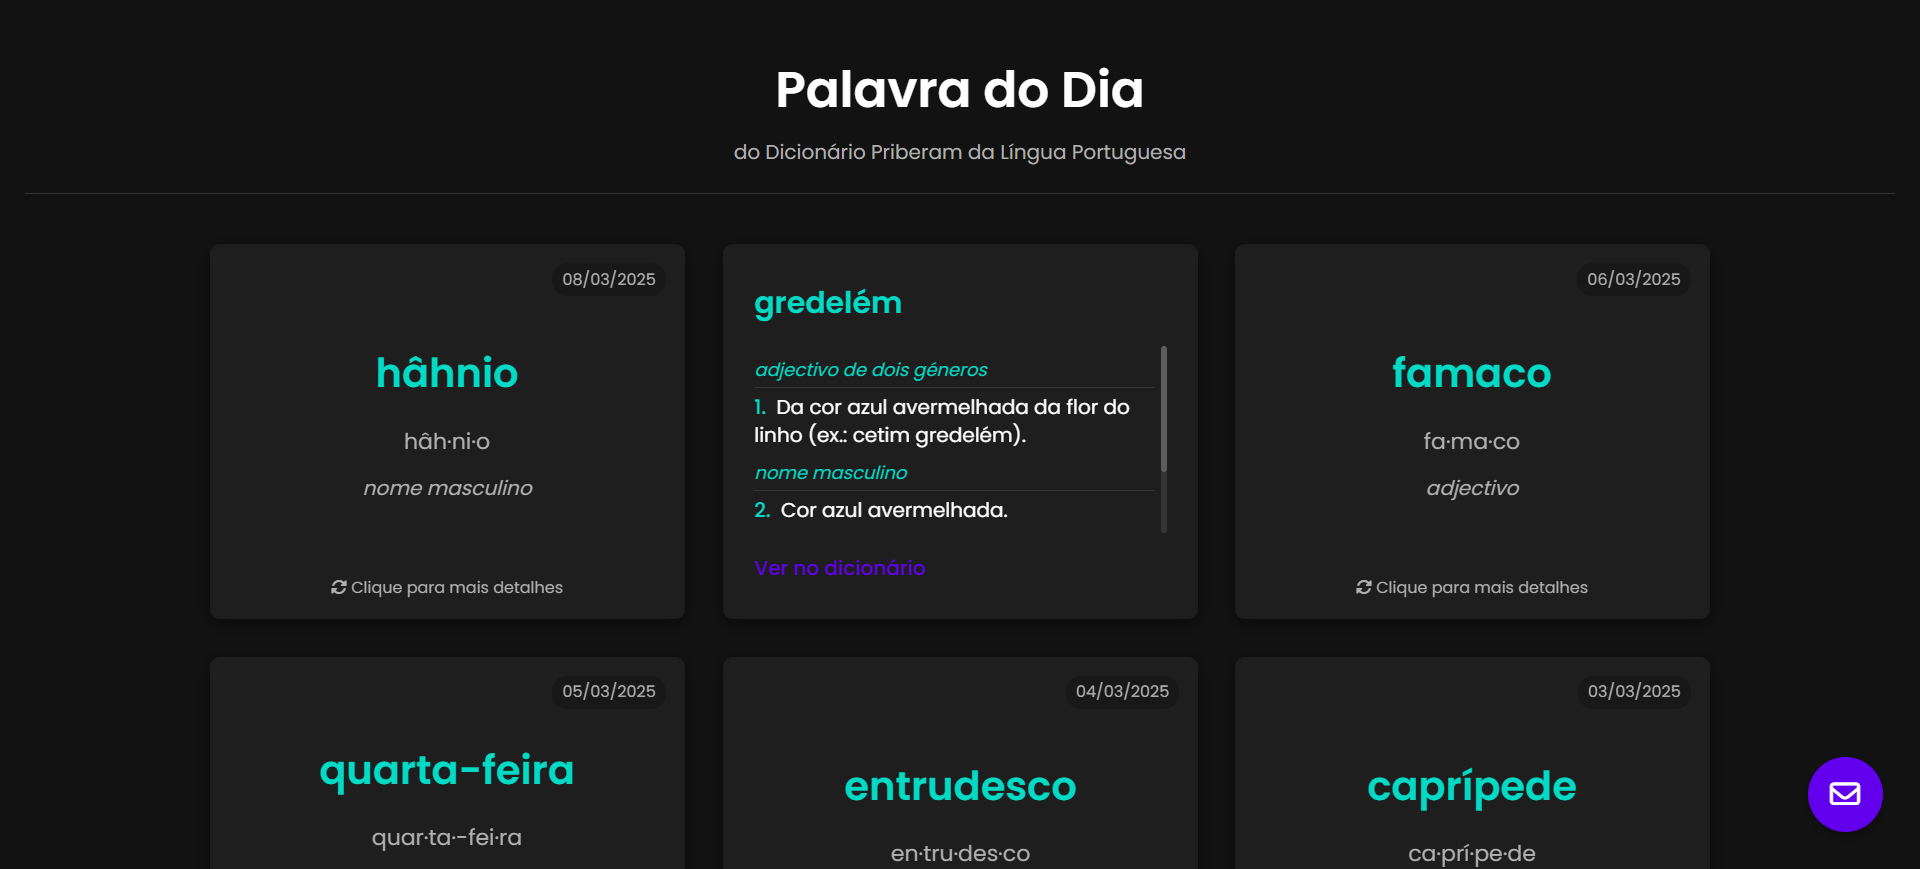 Palavra do Dia
do Dicionário Priberam da Língua Portuguesa
08/03/2025
hâhnio
hâh·ni·o
nome masculino
Clique para mais detalhes
gredelém
adjectivo de dois géneros
1. Da cor azul avermelhada da flor do
linho (ex.: cetim gredelém).
nome masculino
2. Cor azul avermelhada.
Ver no dicionário
06/03/2025
famaco
fa·ma·co
adjectivo
Clique para mais detalhes
05/03/2025
quarta-feira
quar·ta·-fei·ra
04/03/2025
entrudesco
en·tru·des·co
03/03/2025
caprípede
ca·prí·pe·de